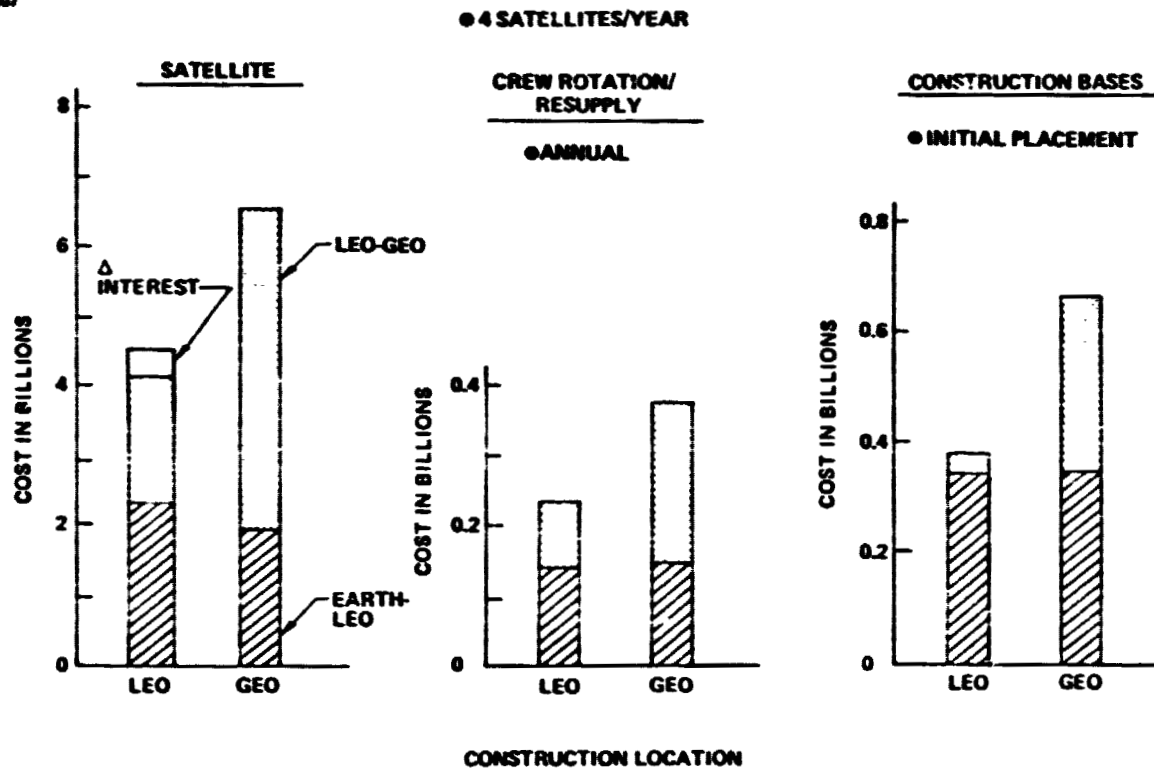 ● 4 SATELLITES/YEAR
SATELLITE
8
6
4
2
0
COST IN BILLIONS
Δ
INTEREST
LEO-GEO
EARTH-
LEO
LEO GEO
CREW ROTATION/
RESUPPLY
● ANNUAL
0.4
0.2
0
COST IN BILLIONS
LEO GEO
CONSTRUCTION BASES
● INITIAL PLACEMENT
0.8
0.6
0.4
0.2
0
COST IN BILLIONS
LEO GEO
CONSTRUCTION LOCATION